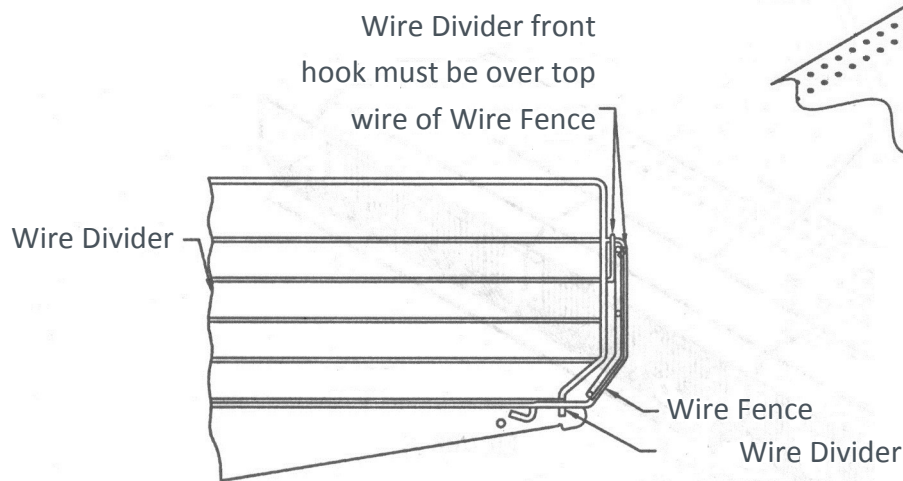 Wire Divider front
hook must be over top
wire of Wire Fence
Wire Divider
Wire Fence
Wire Divider